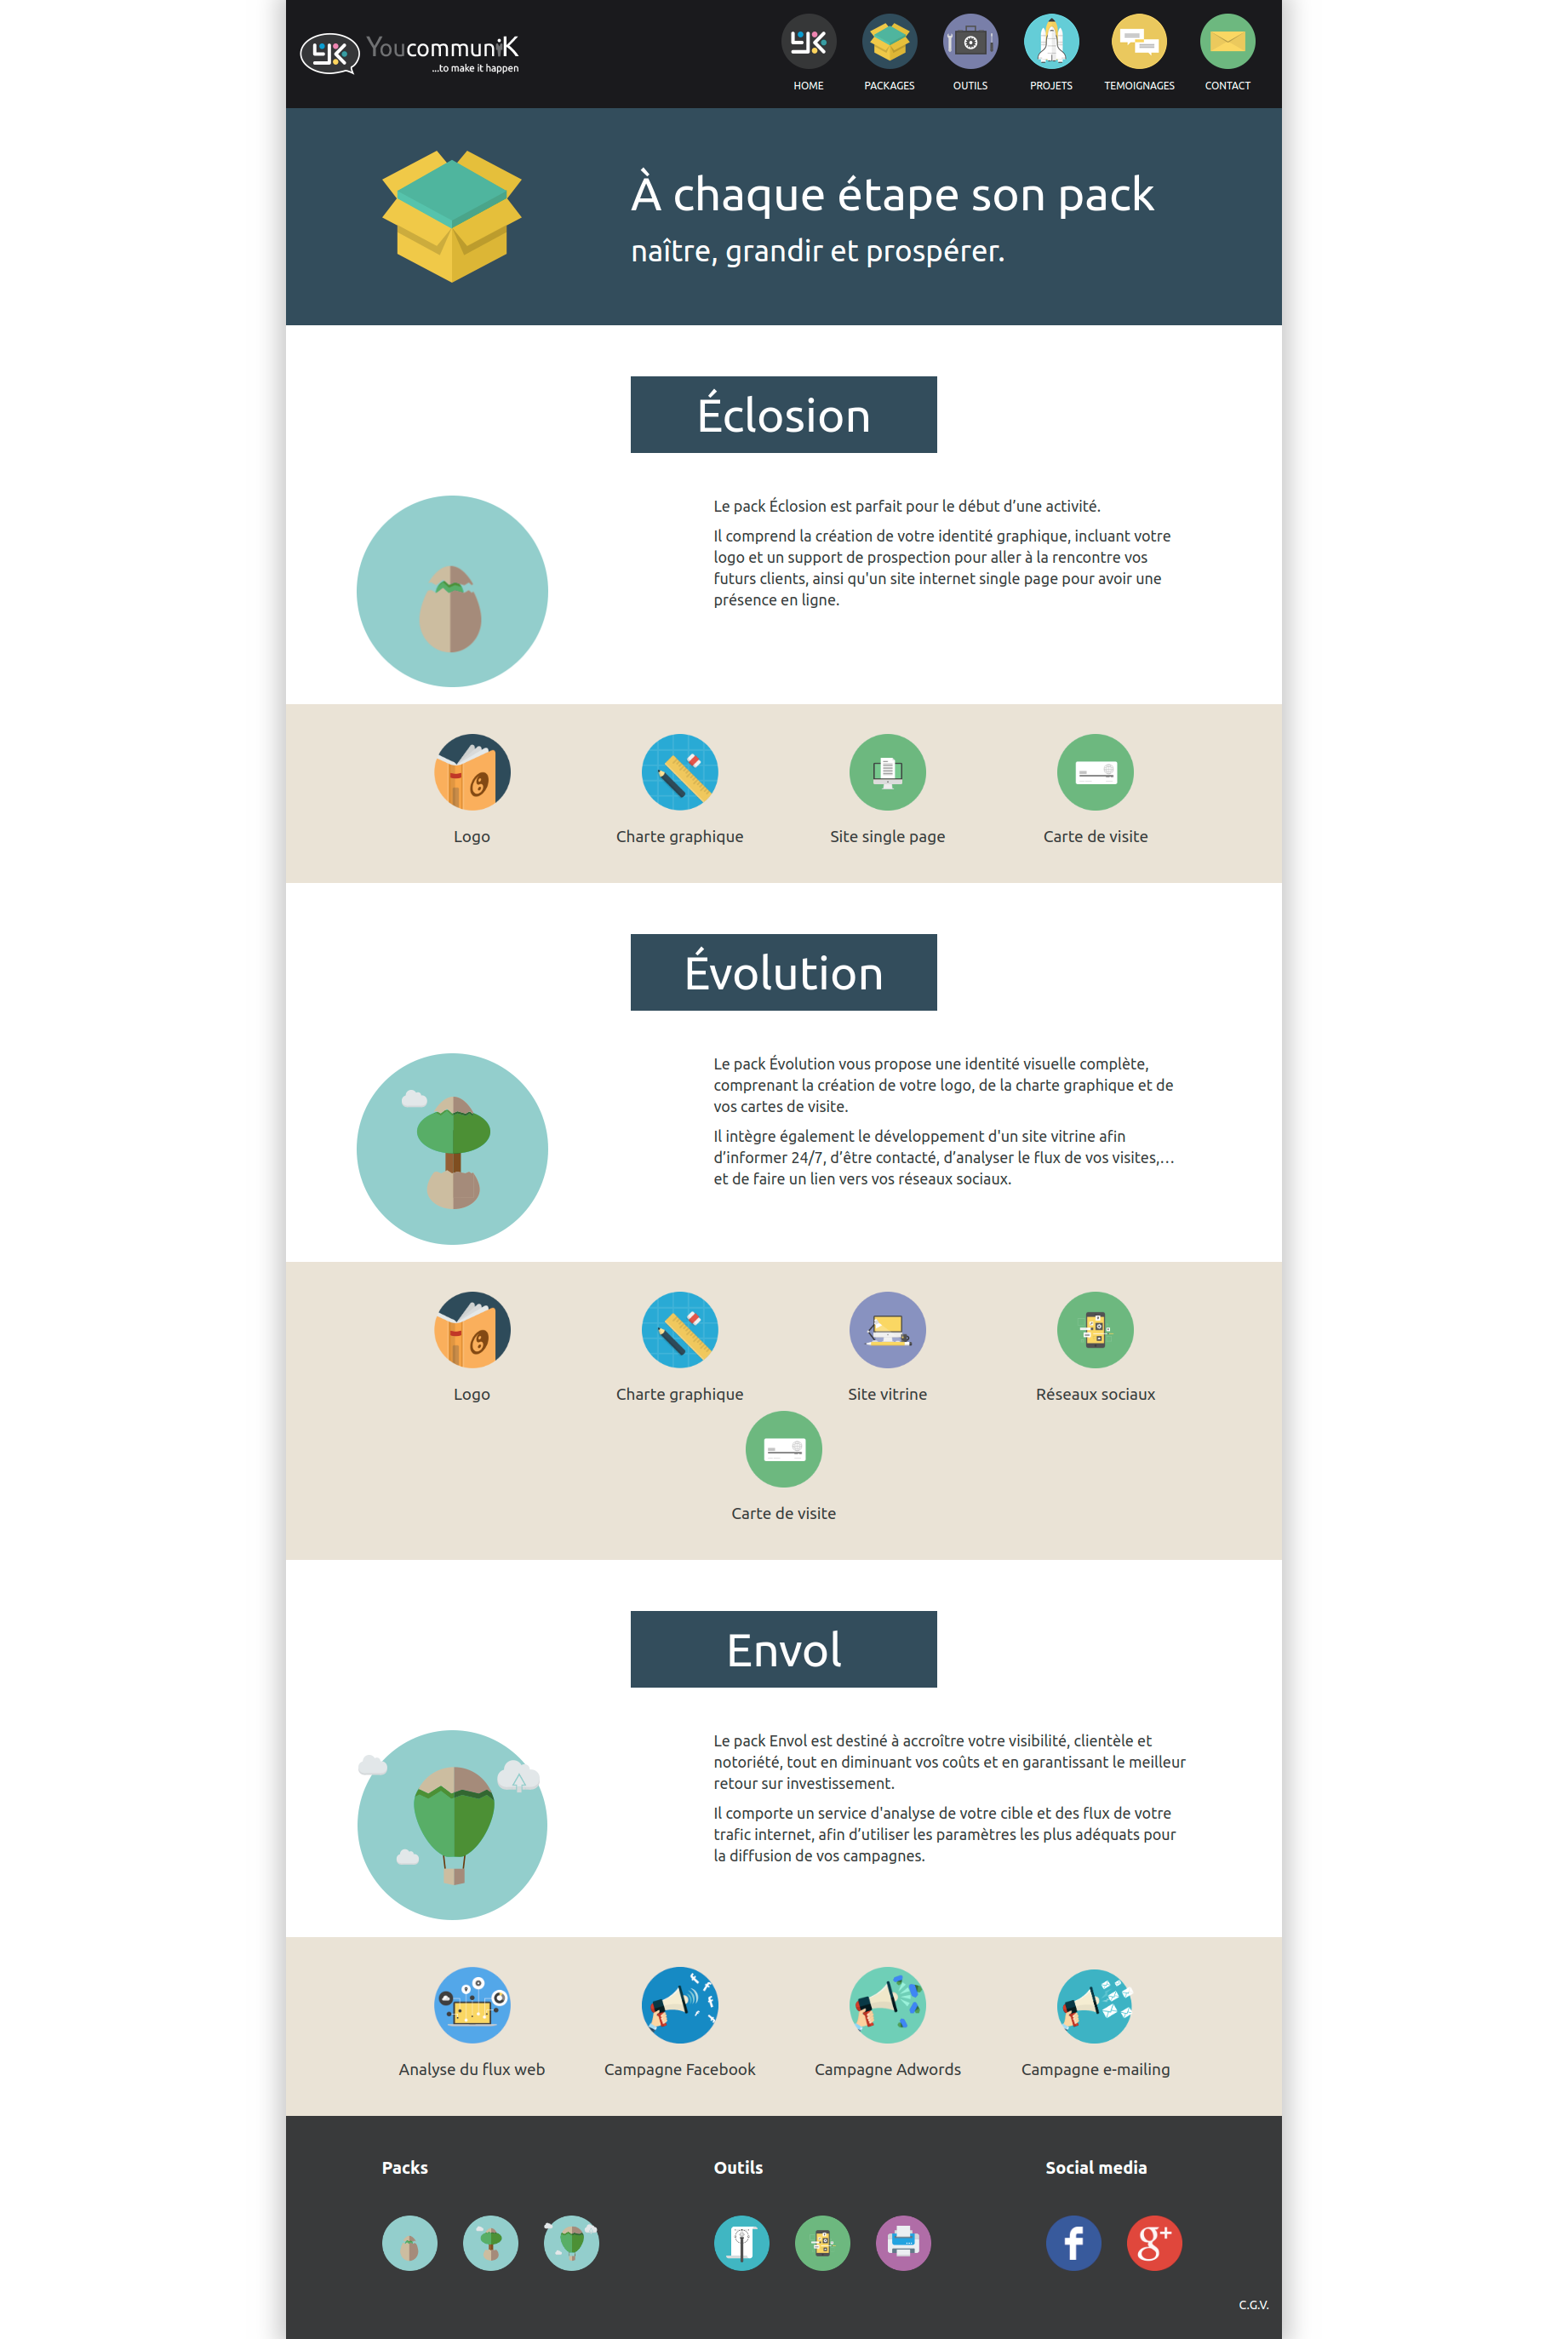 YoucommuniK
...to make it happen
HOME
PACKAGES
OUTILS
PROJETS
TEMOIGNAGES
CONTACT
À chaque étape son pack
naître, grandir et prospérer.
Éclosion
Le pack Éclosion est parfait pour le début d’une activité.
Il comprend la création de votre identité graphique, incluant votre
logo et un support de prospection pour aller à la rencontre vos
futurs clients, ainsi qu'un site internet single page pour avoir une
présence en ligne.
Logo
Charte graphique
Site single page
Carte de visite
Évolution
Le pack Évolution vous propose une identité visuelle complète,
comprenant la création de votre logo, de la charte graphique et de
vos cartes de visite.
Il intègre également le développement d'un site vitrine afin
d’informer 24/7, d’être contacté, d’analyser le flux de vos visites,…
et de faire un lien vers vos réseaux sociaux.
Logo
Charte graphique
Site vitrine
Réseaux sociaux
Carte de visite
Envol
Le pack Envol est destiné à accroître votre visibilité, clientèle et
notoriété, tout en diminuant vos coûts et en garantissant le meilleur
retour sur investissement.
Il comporte un service d'analyse de votre cible et des flux de votre
trafic internet, afin d’utiliser les paramètres les plus adéquats pour
la diffusion de vos campagnes.
Analyse du flux web
Campagne Facebook
Campagne Adwords
Campagne e-mailing
Packs
Outils
Social media
f
g+
C.G.V.